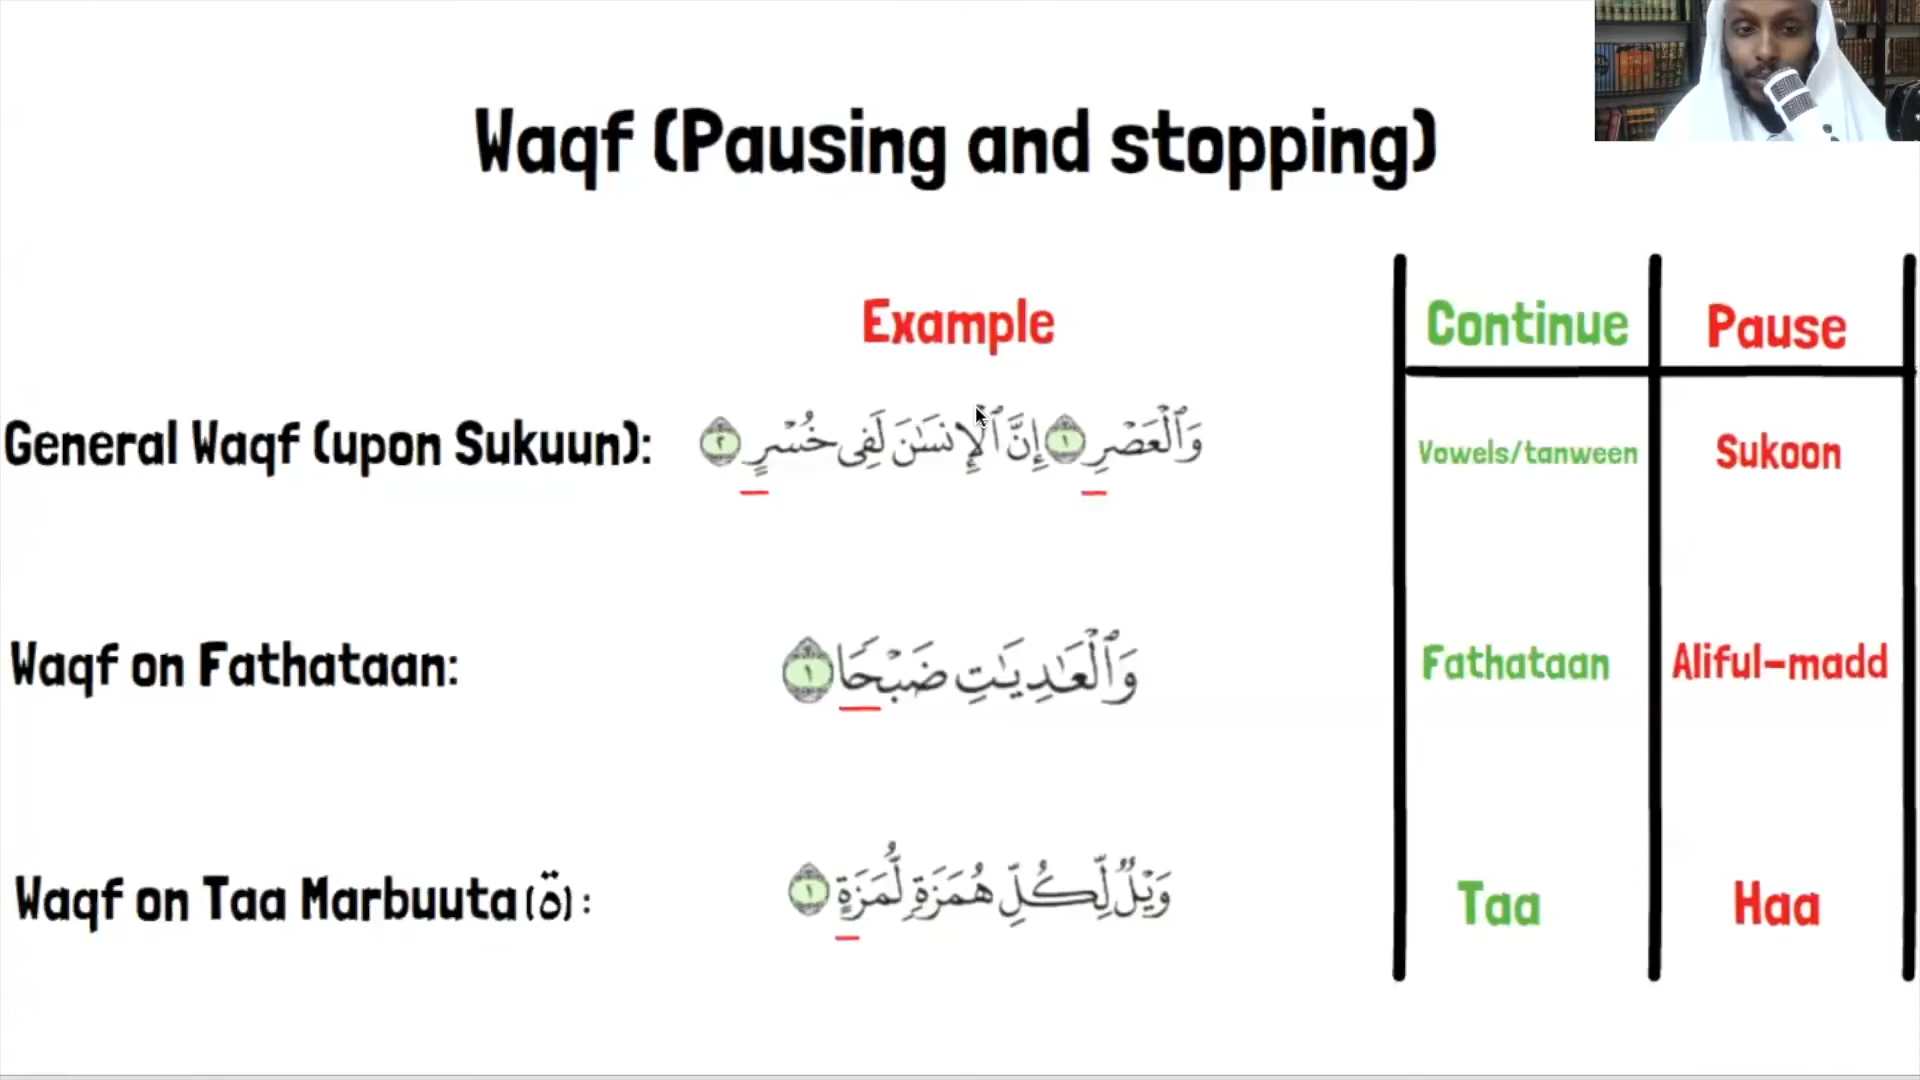 Waqf (Pausing and stopping)
Example
Continue
Pause
General Waqf (upon Sukuun):
وَٱلْعَصْرِ ١ إِنَّ ٱلْإِنسَـٰنَ لَفِى خُسْرٍ ٢
Vowels/tanween
Sukoon
Waqf on Fathataan:
وَٱلْعَـٰدِيَـٰتِ ضَبْحًا ١
Fathataan
Aliful-madd
Waqf on Taa Marbuuta (ة) :
وَيْلٌ لِّكُلِّ هُمَزَةٍ لُّمَزَةٍ ١
Taa
Haa